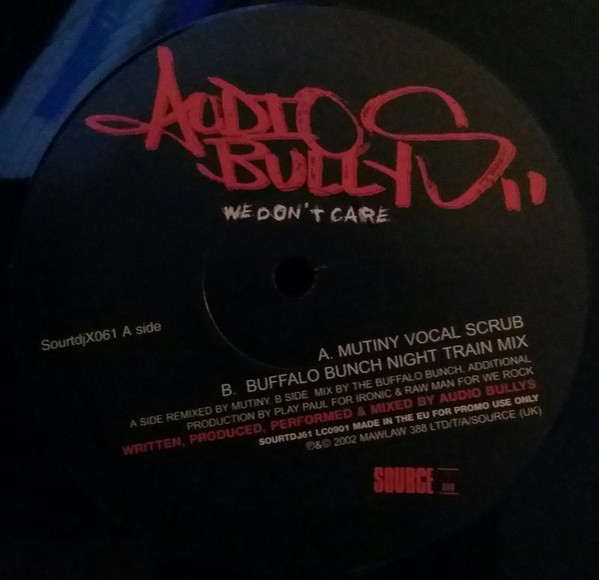 AUDIO
BULLYS
WE DON'T CARE
SourtdjX061 A side
A. MUTINY VOCAL SCRUB
B. BUFFALO BUNCH NIGHT TRAIN MIX
A SIDE REMIXED BY MUTINY. B SIDE MIX BY THE BUFFALO BUNCH. ADDITIONAL
PRODUCTION BY PLAY PAUL FOR IRONIC & RAW MAN FOR WE ROCK
WRITTEN, PRODUCED, PERFORMED & MIXED BY AUDIO BULLYS
SOURTDJ61 LC0901 MADE IN THE EU FOR PROMO USE ONLY
℗&© 2002 MAWLAW 388 LTD/T/A/SOURCE (UK)
SOURCE